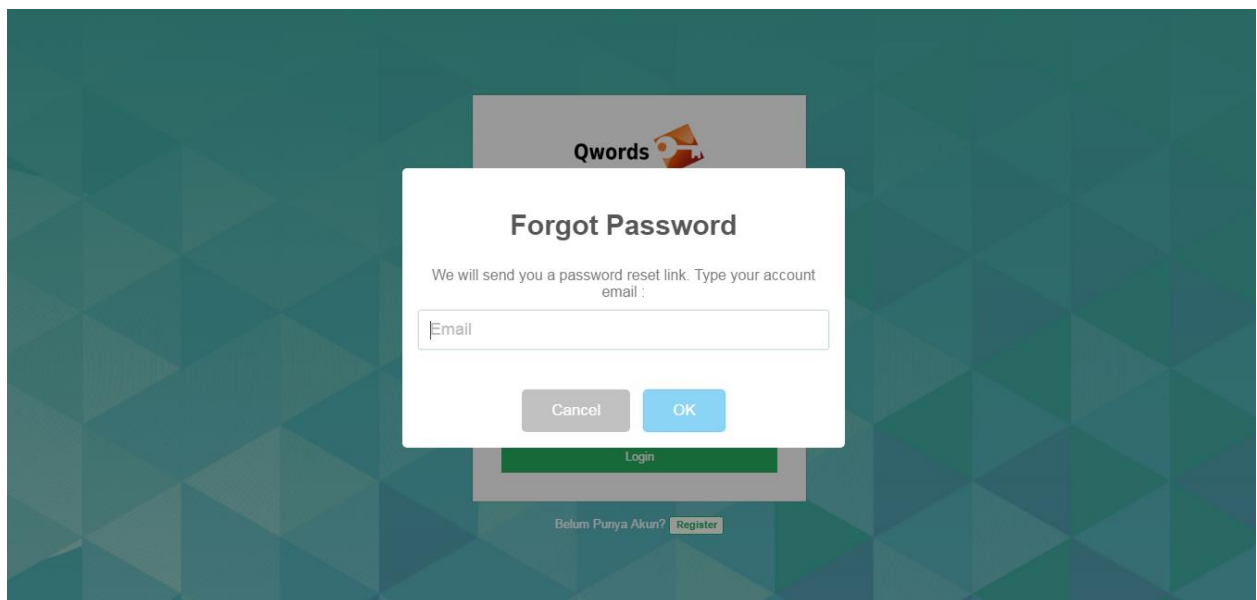 Qwords
Forgot Password
We will send you a password reset link. Type your account
email :
Email
Cancel OK
Login
Belum Punya Akun? Register